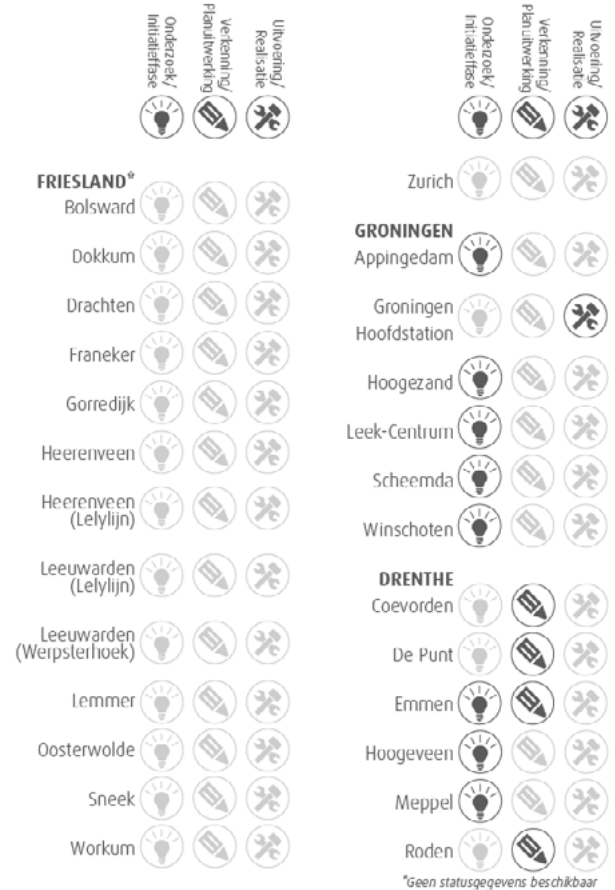 Onderzoek/
Initiatieffase
Verkenning/
Planuitwerking
Uitvoering/
Realisatie
FRIESLAND*
Bolsward
Dokkum
Drachten
Franeker
Gorredijk
Heerenveen
Heerenveen
(Lelylijn)
Leeuwarden
(Lelylijn)
Leeuwarden
(Werpsterhoek)
Lemmer
Oosterwolde
Sneek
Workum
Onderzoek/
Initiatieffase
Verkenning/
Planuitwerking
Uitvoering/
Realisatie
Zurich
GRONINGEN
Appingedam
Groningen
Hoofdstation
Hoogezand
Leek-Centrum
Scheemda
Winschoten
DRENTHE
Coevorden
De Punt
Emmen
Hoogeveen
Meppel
Roden
*Geen statusgegevens beschikbaar